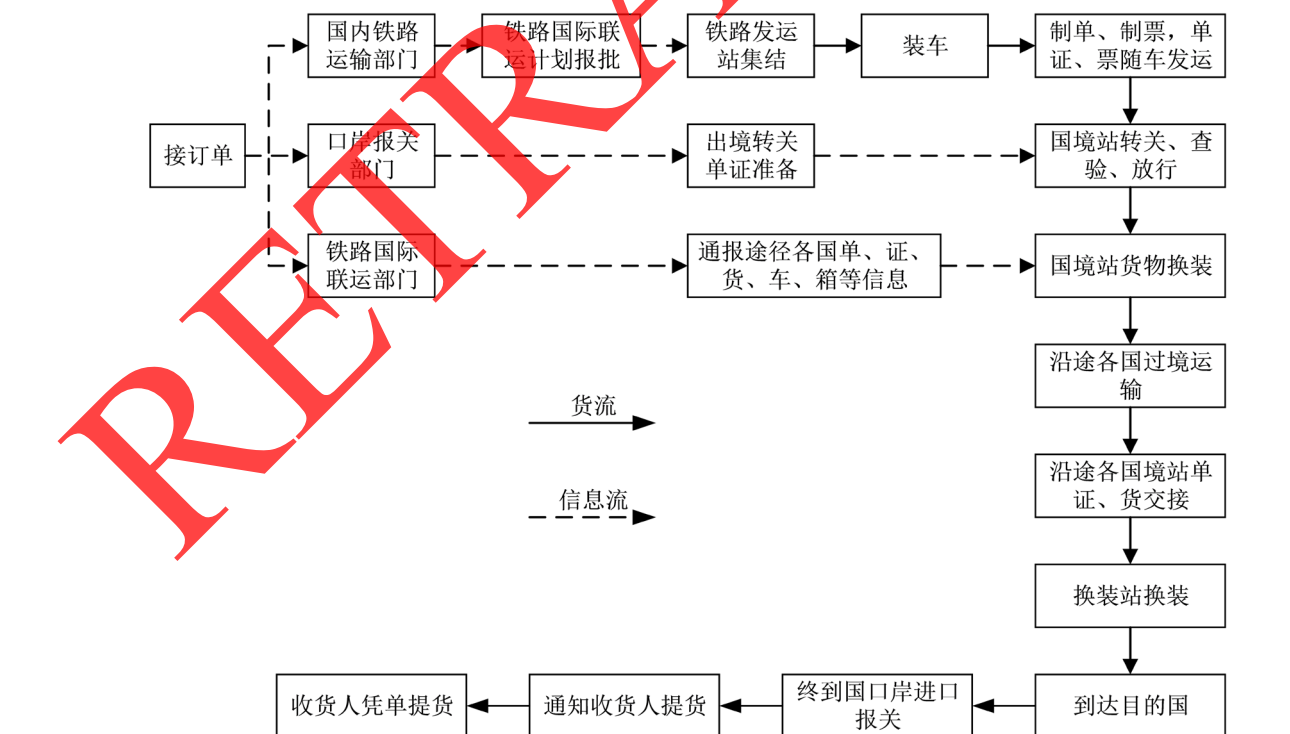 国内铁路
运输部门
铁路国际联
运计划报批
铁路发运
站集结
装车
制单、制票，单
证、票随车发运
接订单
口岸报关
部门
出境转关
单证准备
国境站转关、查
验、放行
铁路国际
联运部门
通报途径各国单、证、
货、车、箱等信息
国境站货物换装
沿途各国过境运
输
货流
沿途各国境站单
证、货交接
信息流
换装站换装
收货人凭单提货
通知收货人提货
终到国口岸进口
报关
到达目的国
RETRA